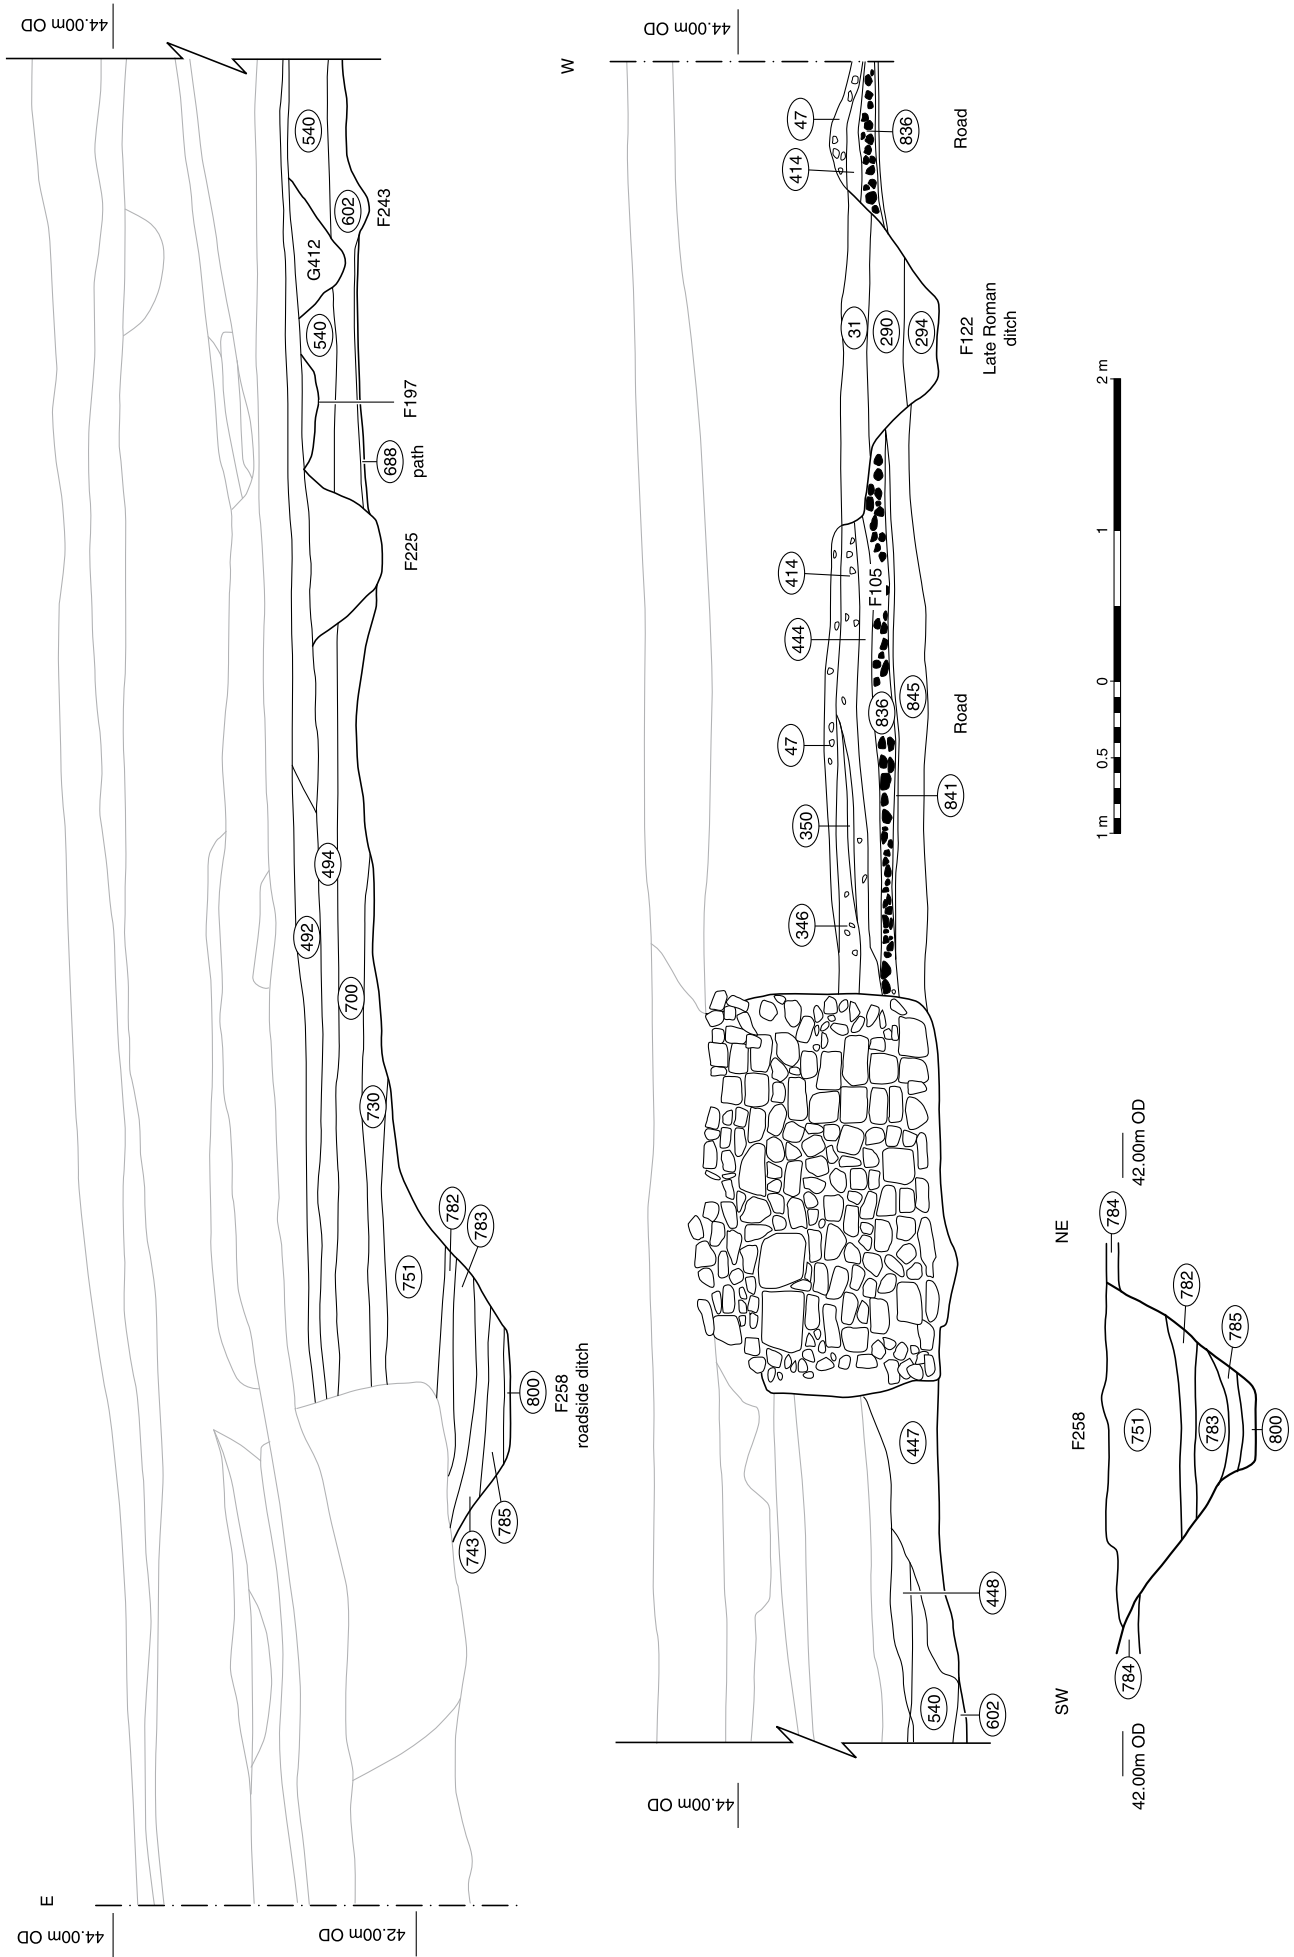 44.00m OD
44.00m OD
W
540
602
F243
G412
540
F197
688
path
F225
494
492
700
730
751
782
783
800
F258
roadside ditch
785
743
E
44.00m OD
42.00m OD
47
414
836
Road
31
290
294
F122
Late Roman
ditch
414
F105
444
836
845
Road
47
841
350
346
447
448
540
602
44.00m OD
2 m
1
0
0.5
1 m
42.00m OD
NE
784
782
785
F258
751
783
800
784
SW
42.00m OD